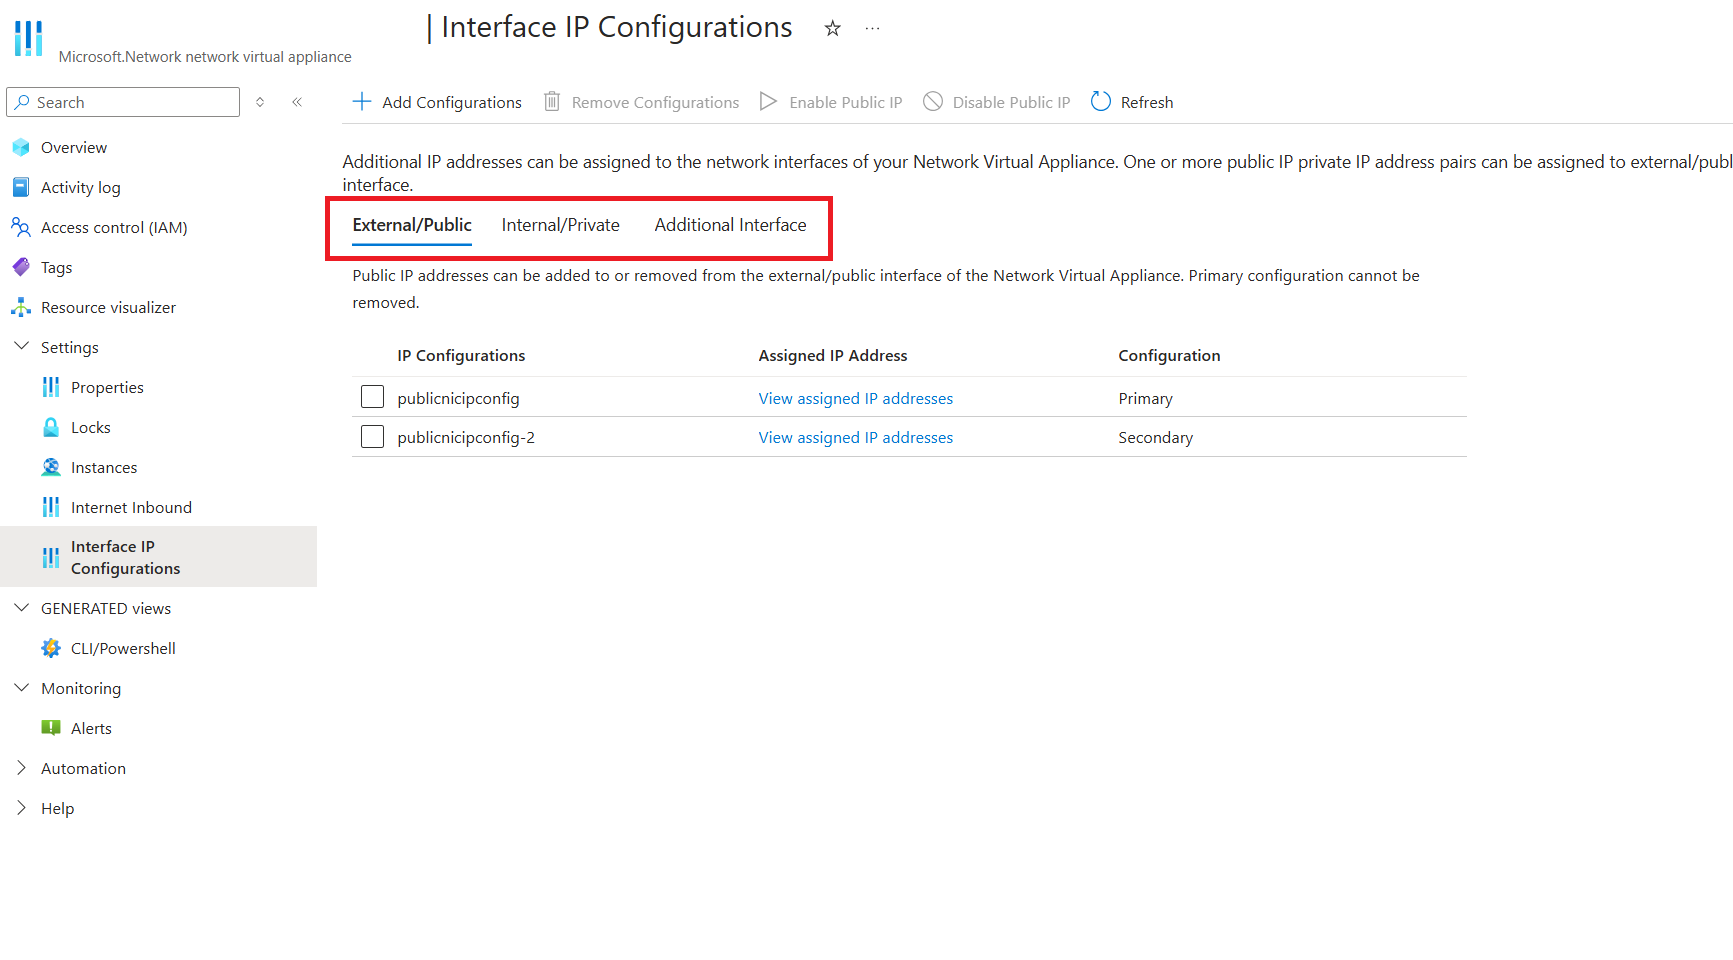 | Interface IP Configurations
Microsoft.Network network virtual appliance
Search
Add Configurations
Remove Configurations
Enable Public IP
Disable Public IP
Refresh
Overview
Activity log
Access control (IAM)
Tags
Resource visualizer
Settings
Properties
Locks
Instances
Internet Inbound
Interface IP
Configurations
GENERATED views
CLI/Powershell
Monitoring
Alerts
Automation
Help
Additional IP addresses can be assigned to the network interfaces of your Network Virtual Appliance. One or more public IP private IP address pairs can be assigned to external/publ
interface.
External/Public Internal/Private Additional Interface
Public IP addresses can be added to or removed from the external/public interface of the Network Virtual Appliance. Primary configuration cannot be
removed.
IP Configurations Assigned IP Address Configuration
publicnicipconfig View assigned IP addresses Primary
publicnicipconfig-2 View assigned IP addresses Secondary